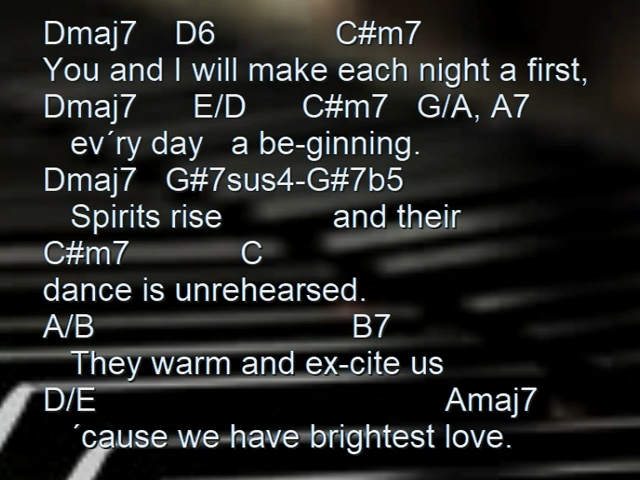 Dmaj7 D6 C#m7
You and I will make each night a first,
Dmaj7 E/D C#m7 G/A, A7
ev´ry day a be-ginning.
Dmaj7 G#7sus4-G#7b5
Spirits rise and their
C#m7 C
dance is unrehearsed.
A/B B7
They warm and ex-cite us
D/E Amaj7
´cause we have brightest love.